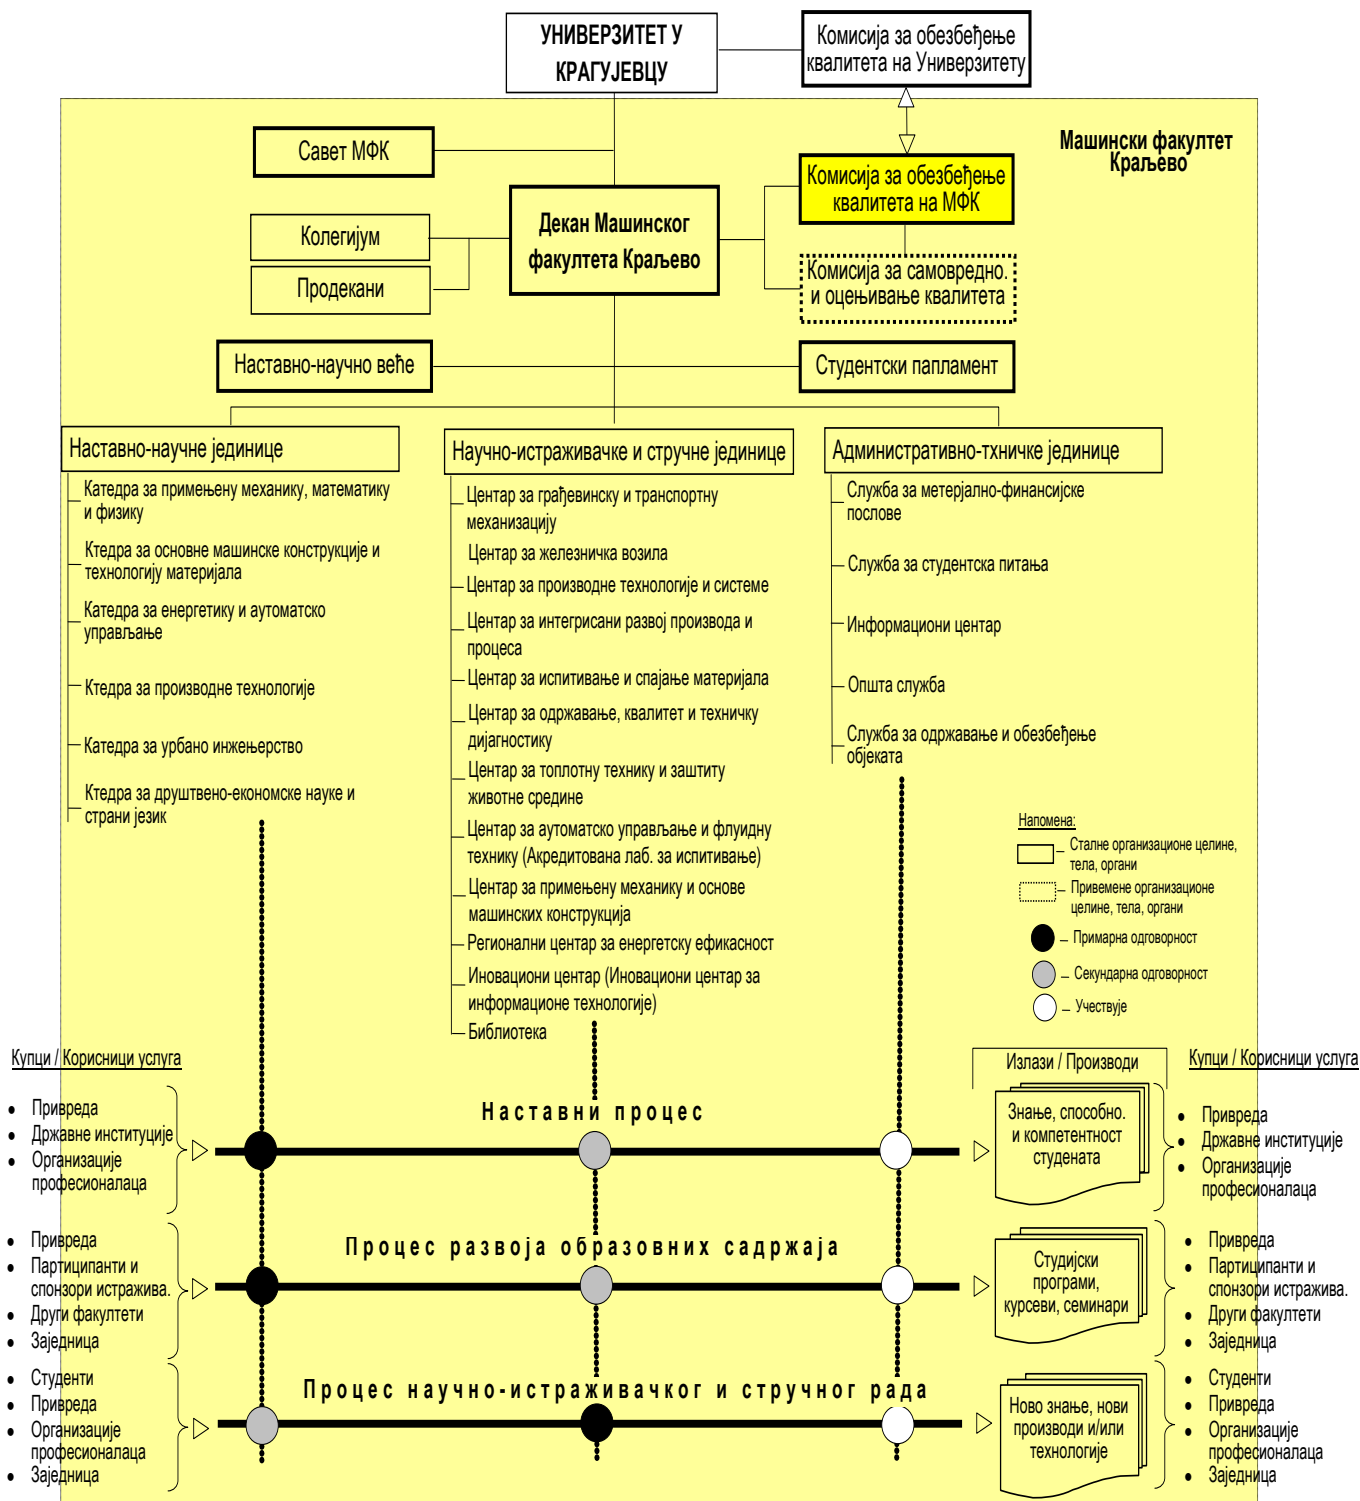 УНИВЕРЗИТЕТ У
КРАГУЈЕВЦУ
Комисија за обезбеђење
квалитета на Универзитету
Машински факултет
Краљево
Савет МФК
Комисија за обезбеђење
квалитета на МФК
Декан Машинског
факултета Краљево
Колегијум
Продекани
Комисија за самовредно.
и оцењивање квалитета
Наставно-научно веће
Студентски папламент
Наставно-научне јединице
Катедра за примењену механику, математику
и физику
Ктедра за основне машинске конструкције и
технологију материјала
Катедра за енергетику и аутоматско
управљање
Ктедра за производне технологије
Катедра за урбано инжењерство
Ктедра за друштвено-економске науке и
страни језик
Научно-истраживачке и стручне јединице
Центар за грађевинску и транспортну
механизацију
Центар за железничка возила
Центар за производне технологије и системе
Центар за интегрисани развој производа и
процеса
Центар за испитивање и спајање материјала
Центар за одржавање, квалитет и техничку
дијагностику
Центар за топлотну технику и заштиту
животне средине
Центар за аутоматско управљање и флуидну
технику (Акредитована лаб. за испитивање)
Центар за примењену механику и основе
машинских конструкција
Регионални центар за енергетску ефикасност
Иновациони центар (Иновациони центар за
информационе технологије)
Библиотека
Административно-тхничке јединице
Служба за метерјално-финансијске
послове
Служба за студентска питања
Информациони центар
Општа служба
Служба за одржавање и обезбеђење
објеката
Напомена:
– Сталне организационе целине,
тела, органи
– Привемене организационе
целине, тела, органи
– Примарна одговорност
– Секундарна одговорност
– Учествује
Купци / Корисници услуга
• Привреда
• Државне институције
• Организације
професионалаца
Наставни процес
Излази / Производи
Знање, способно.
и компетентност
студената
Купци / Корисници услуга
• Привреда
• Државне институције
• Организације
професионалаца
• Привреда
• Партиципанти и
спонзори истражива.
• Други факултети
• Заједница
Процес развоја образовних садржаја
Студијски
програми,
курсеви, семинари
• Привреда
• Партиципанти и
спонзори истражива.
• Други факултети
• Заједница
• Студенти
• Привреда
• Организације
професионалаца
• Заједница
Процес научно-истраживачког и стручног рада
Ново знање, нови
производи и/или
технологије
• Студенти
• Привреда
• Организације
професионалаца
• Заједница